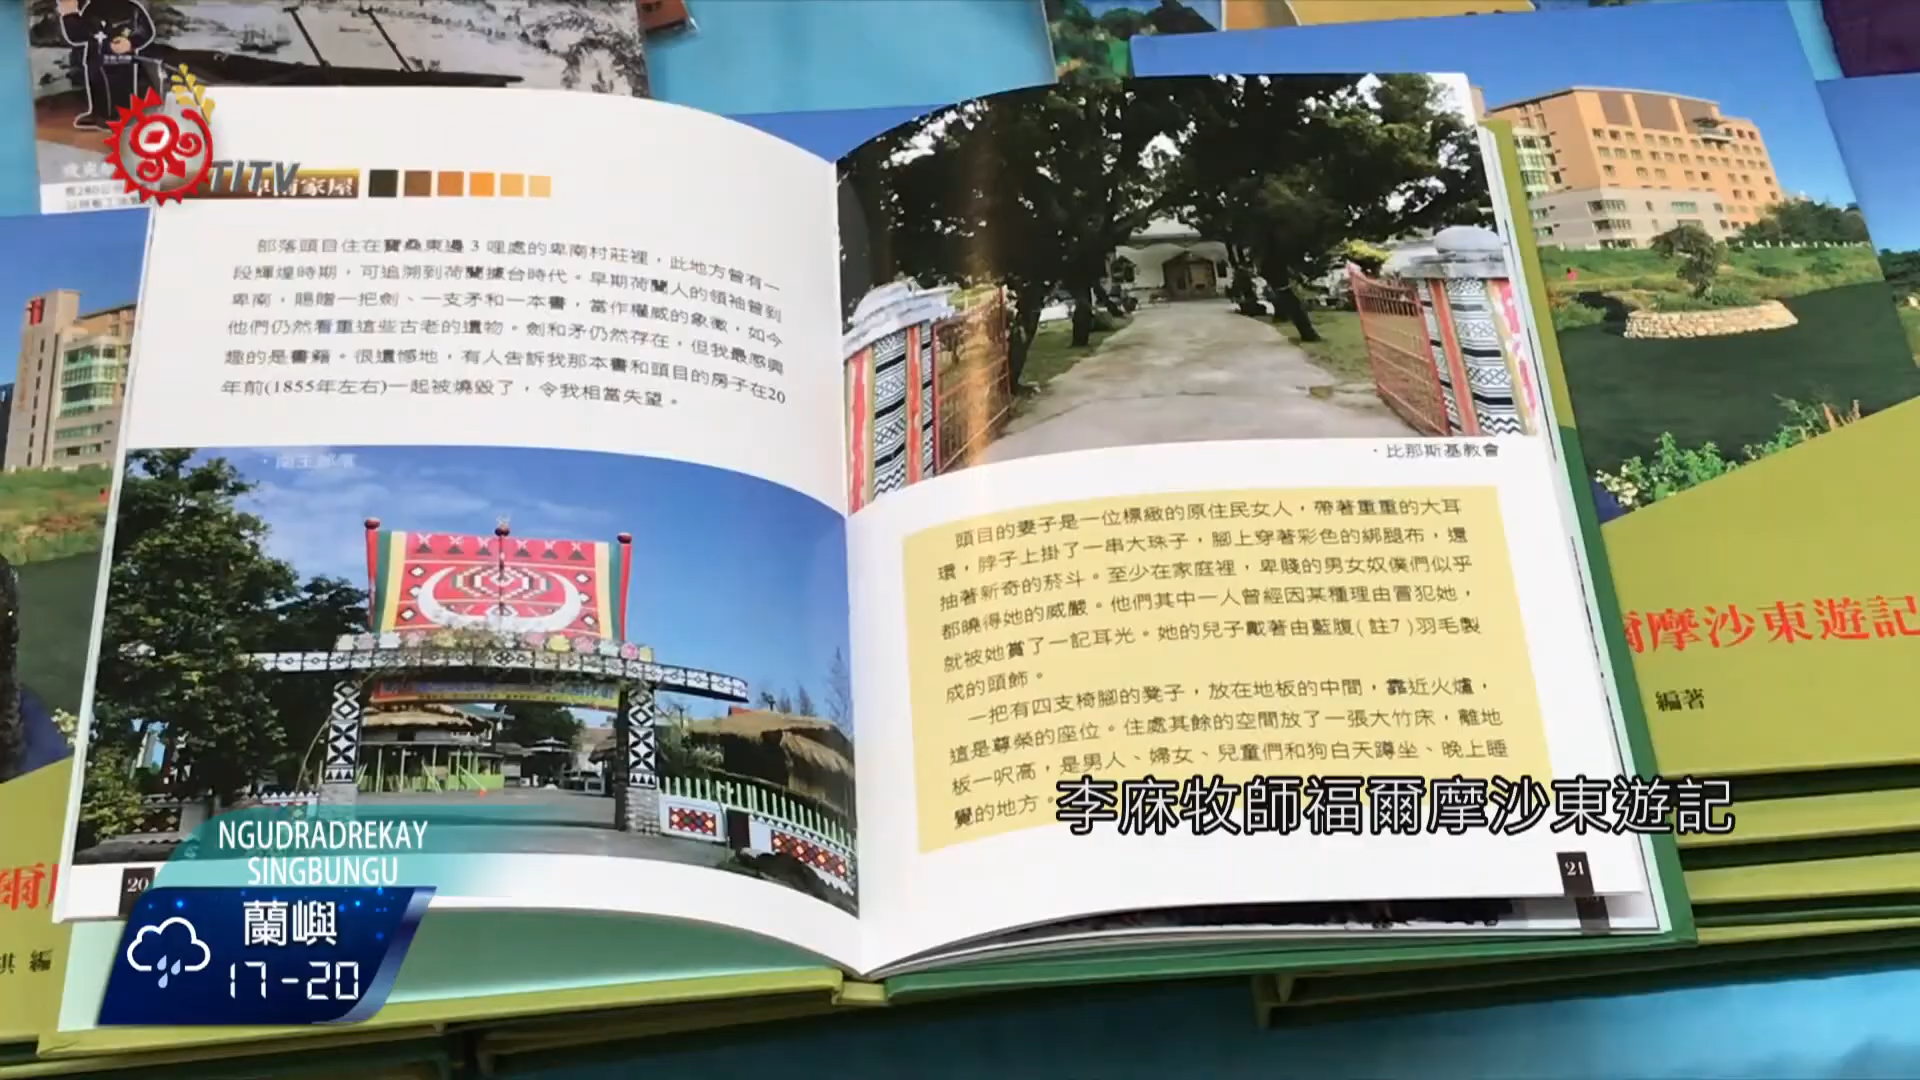 TITV
卑南家屋
部落頭目住在寶桑東邊3哩處的卑南村莊裡，此地方曾有一
段輝煌時期，可追溯到荷蘭據台時代。早期荷蘭人的領袖曾到
卑南，賜贈一把劍、一支矛和一本書，當作權威的象徵，如今
他們仍然看重這些古老的遺物。劍和矛仍然存在，但我最感興
趣的是書籍。很遺憾地，有人告訴我那本書和頭目的房子在20
年前(1855年左右)一起被燒毀了，令我相當失望。
・南王部落
20
・比那斯基教會
頭目的妻子是一位標緻的原住民女人，帶著重重的大耳
環，脖子上掛了一串大珠子，腳上穿著彩色的綁腿布，還
抽著新奇的菸斗。至少在家庭裡，卑賤的男女奴僕們似乎
都曉得她的威嚴。他們其中一人曾經因某種理由冒犯她，
就被她賞了一記耳光。她的兒子戴著由藍腹(註7)羽毛製
成的頭飾。
一把有四支椅腳的凳子，放在地板的中間，靠近火爐，
這是尊榮的座位。住處其餘的空間放了一張大竹床，離地
板一呎高，是男人、婦女、兒童們和狗白天蹲坐、晚上睡
覺的地方。
21
爾摩沙東遊記
編著
李庥牧師福爾摩沙東遊記
NGUDRADREKAY
SINGBUNGU
蘭嶼
17-20